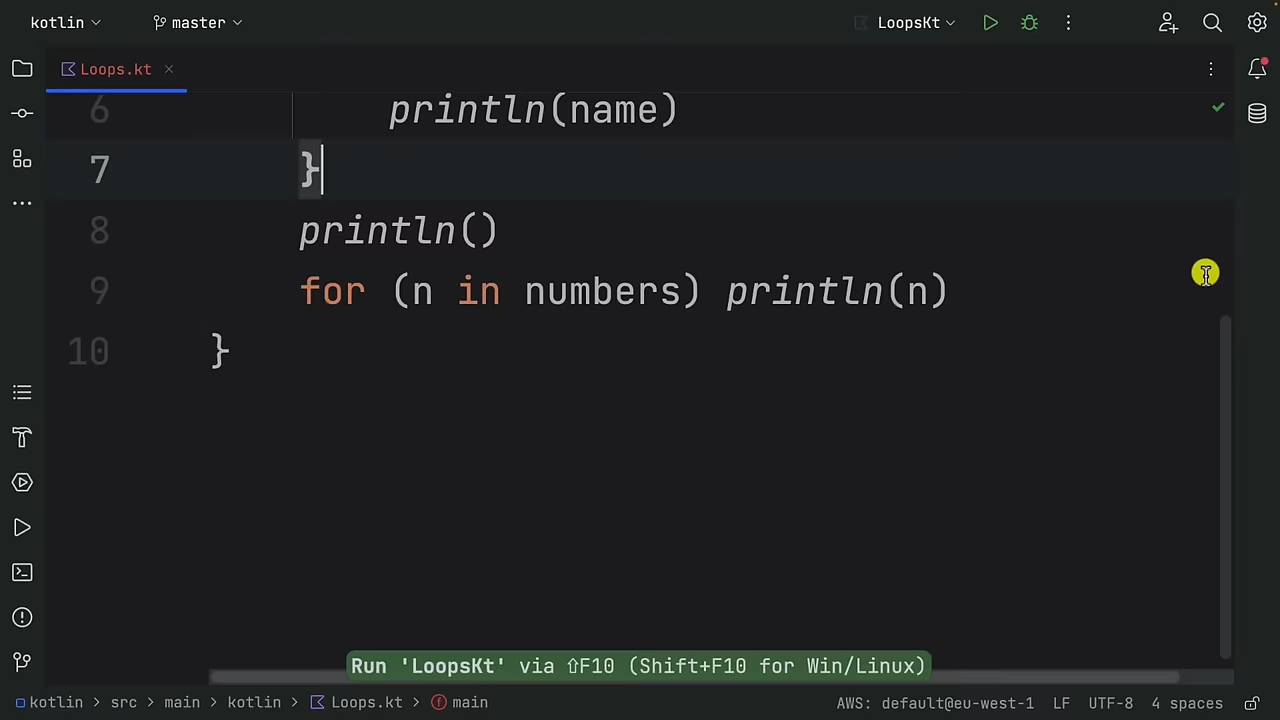 kotlin
master
LoopsKt
Loops.kt
6 println(name)
7 }
8 println()
9 for (n in numbers) println(n)
10 }
Run 'LoopsKt' via ⇧F10 (Shift+F10 for Win/Linux)
kotlin > src > main > kotlin > Loops.kt > main
AWS: default@eu-west-1 LF UTF-8 4 spaces